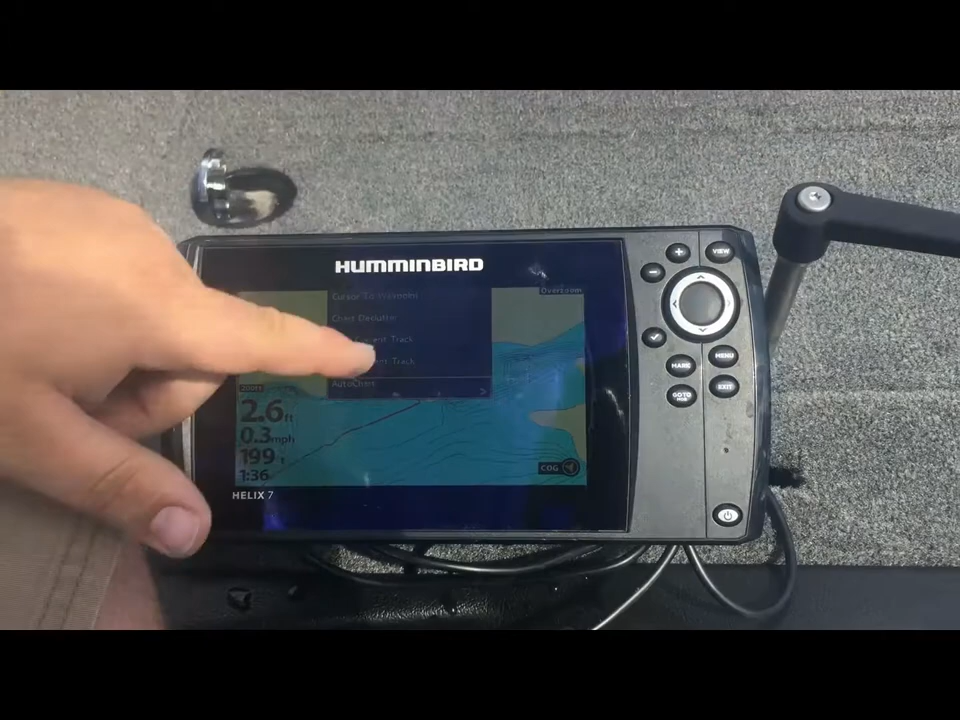 HUMMINBIRD
VIEW
Cursor To Waypoint
Overzoom
Chart Declutter
Current Track
Track
AutoChart
MARK
MENU
GOTO
EXIT
2.6ft
0.3mph
199
1:36
COG
HELIX 7